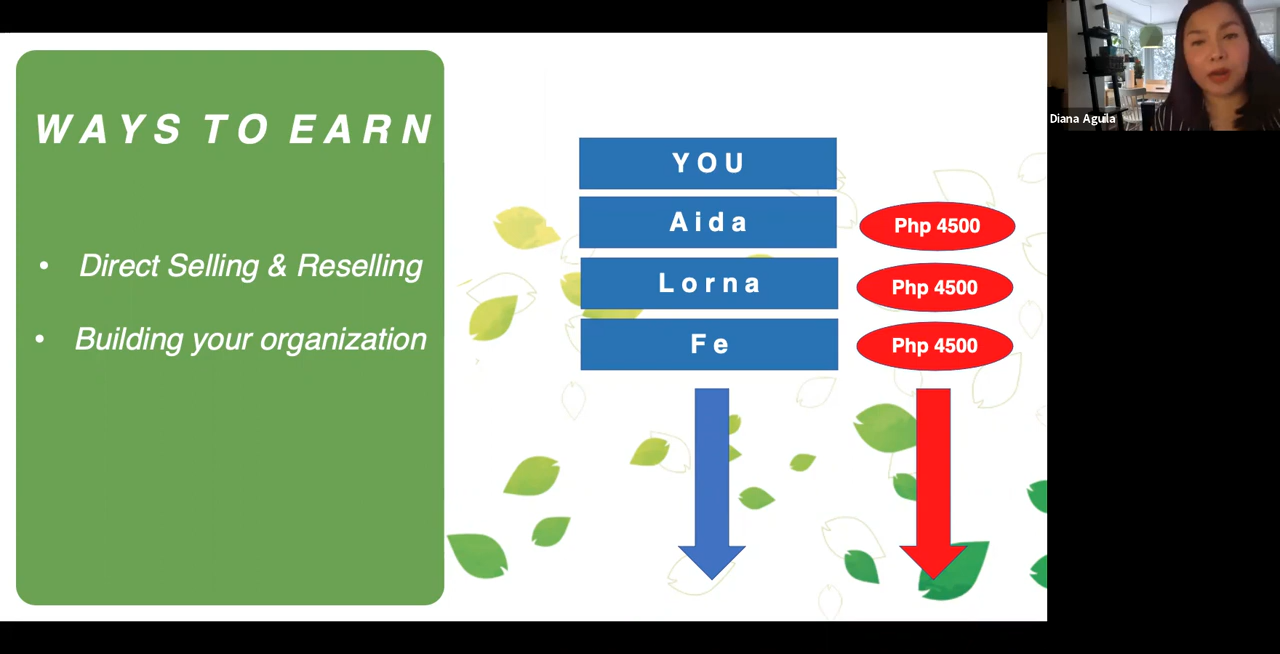 WAYS TO EARN
• Direct Selling & Reselling
• Building your organization
YOU
Aida
Php 4500
Lorna
Php 4500
Fe
Php 4500
Diana Aguila